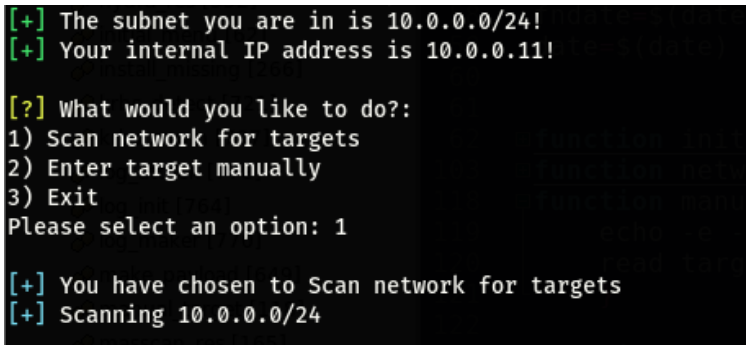 [+] The subnet you are in is 10.0.0.0/24!
[+] Your internal IP address is 10.0.0.11!
[?] What would you like to do?:
1) Scan network for targets
2) Enter target manually
3) Exit
Please select an option: 1
[+] You have chosen to Scan network for targets
[+] Scanning 10.0.0.0/24